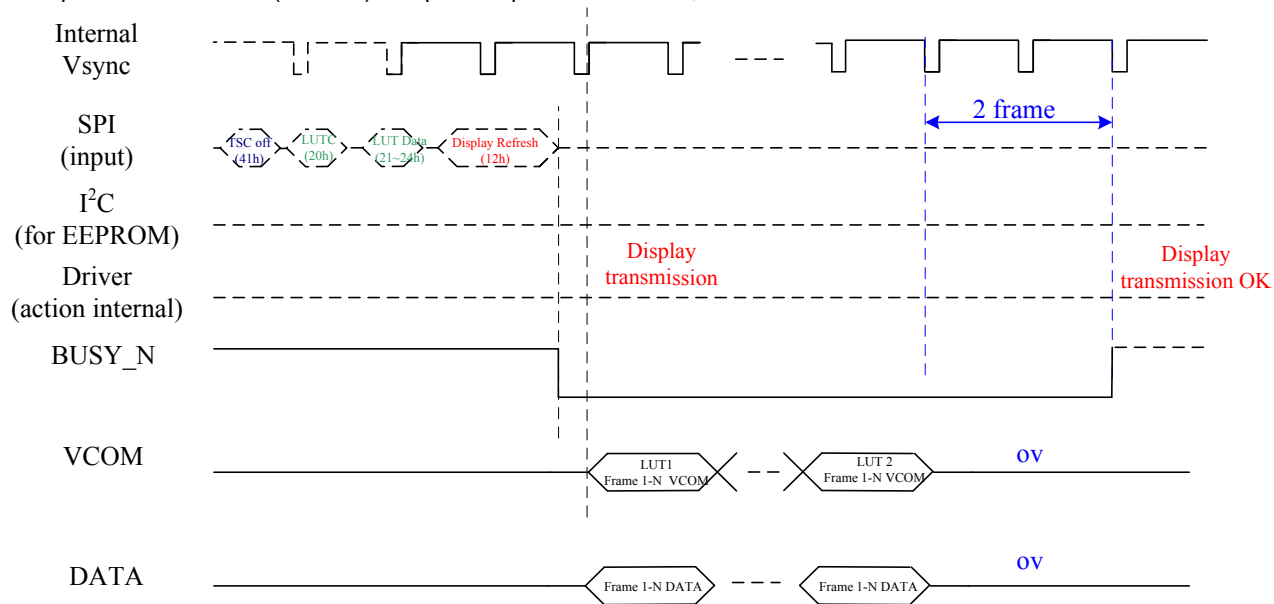 Internal
Vsync
2 frame
SPI
(input)
TSC off
(41h)
LUTC
(20h)
LUT Data
(21~24h)
Display Refresh
(12h)
I²C
(for EEPROM)
Display
transmission
Display
transmission OK
Driver
(action internal)
BUSY_N
VCOM
LUT1
Frame 1-N VCOM
LUT 2
Frame 1-N VCOM
ov
DATA
Frame 1-N DATA
Frame 1-N DATA
ov